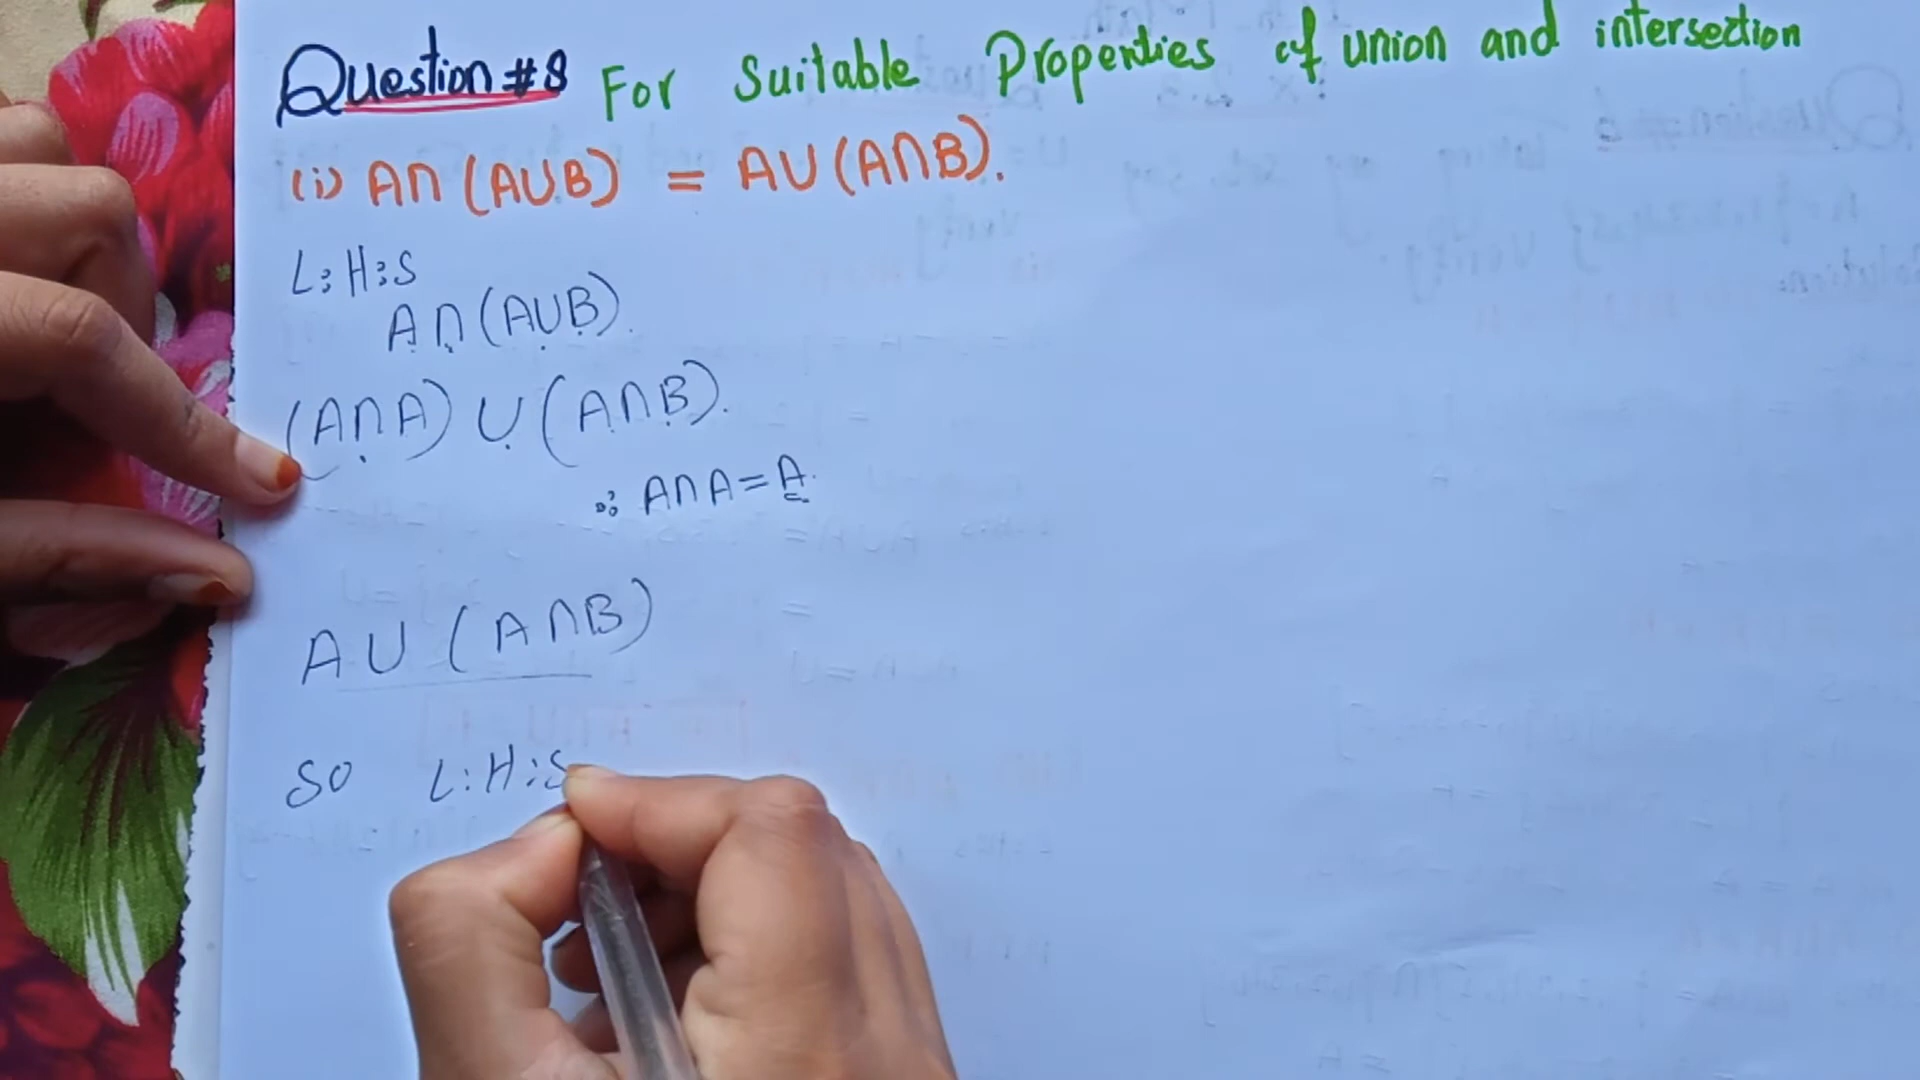 Question #8 For Suitable Properties of union and intersection
(i) A∩(A∪B) = A∪(A∩B).
L:H:S
A∩(A∪B).
(A∩A)∪(A∩B).
∵ A∩A=A.
A∪(A∩B)
SO L:H:S